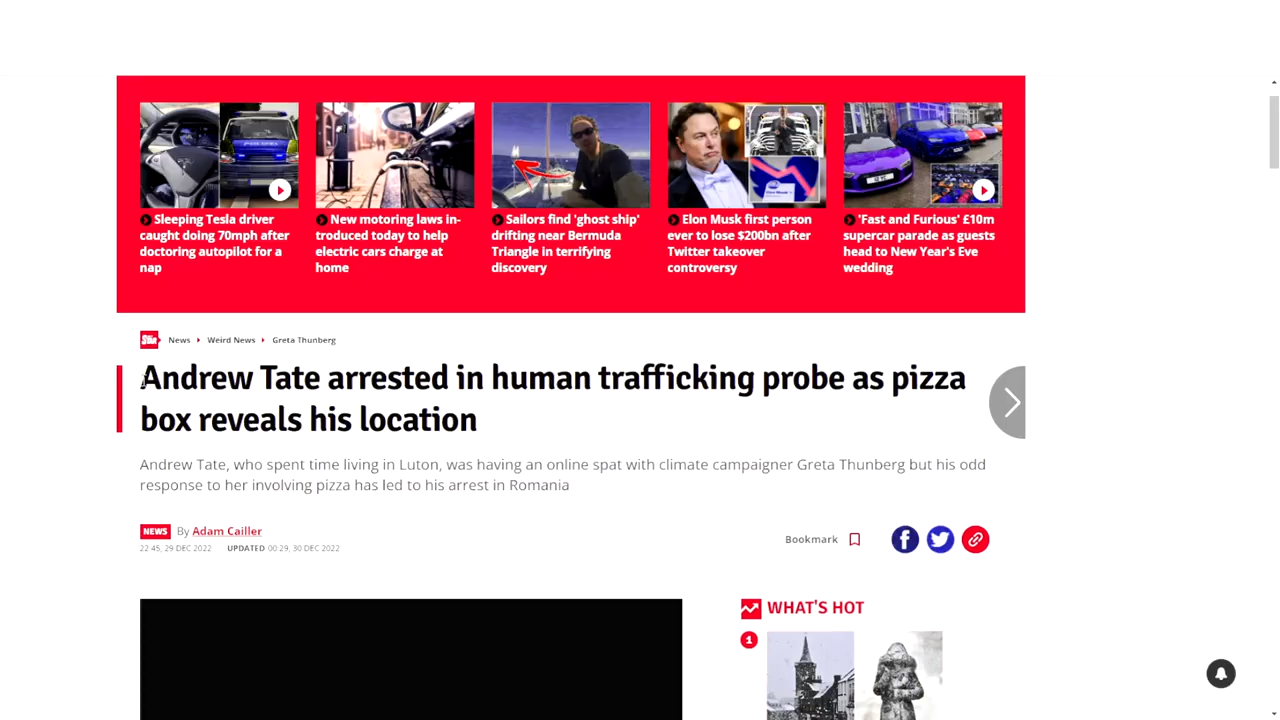 Sleeping Tesla driver
caught doing 70mph after
doctoring autopilot for a
nap
New motoring laws in-
troduced today to help
electric cars charge at
home
Sailors find 'ghost ship'
drifting near Bermuda
Triangle in terrifying
discovery
Elon Musk first person
ever to lose $200bn after
Twitter takeover
controversy
'Fast and Furious' £10m
supercar parade as guests
head to New Year's Eve
wedding
STAR News Weird News Greta Thunberg
Andrew Tate arrested in human trafficking probe as pizza
box reveals his location
Andrew Tate, who spent time living in Luton, was having an online spat with climate campaigner Greta Thunberg but his odd
response to her involving pizza has led to his arrest in Romania
NEWS By Adam Cailler
22:45, 29 DEC 2022 UPDATED 00:29, 30 DEC 2022
Bookmark
WHAT'S HOT
1